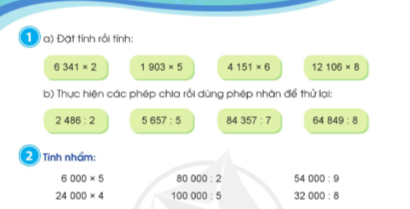 1 a) Đặt tính rồi tính:
6 341 × 2 1 903 × 5 4 151 × 6 12 106 × 8
b) Thực hiện các phép chia rồi dùng phép nhân để thử lại:
2 486 : 2 5 657 : 5 84 357 : 7 64 849 : 8
2 Tính nhẩm:
6 000 × 5 80 000 : 2 54 000 : 9
24 000 × 4 100 000 : 5 32 000 : 8